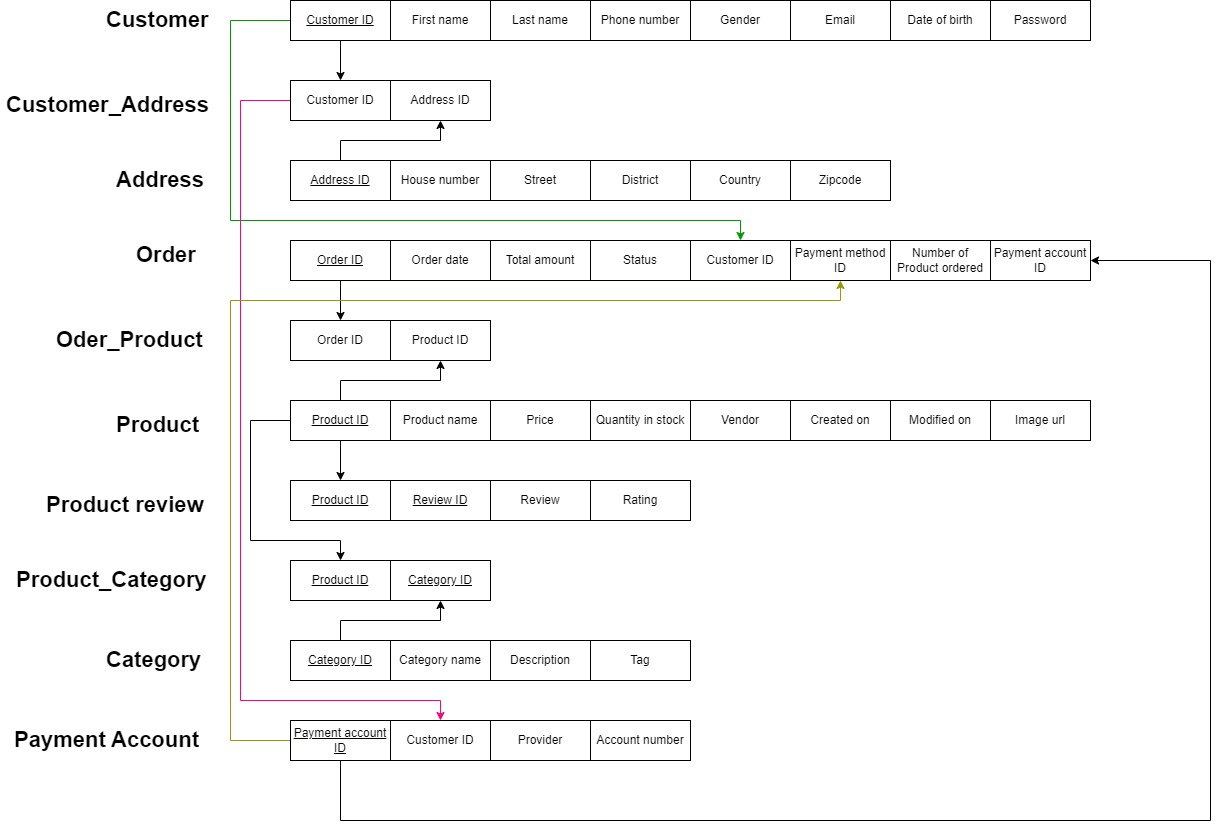 Customer
Customer ID First name Last name Phone number Gender Email Date of birth Password
Customer_Address
Customer ID Address ID
Address
Address ID House number Street District Country Zipcode
Order
Order ID Order date Total amount Status Customer ID Payment method ID Number of Product ordered Payment account ID
Oder_Product
Order ID Product ID
Product
Product ID Product name Price Quantity in stock Vendor Created on Modified on Image url
Product review
Product ID Review ID Review Rating
Product_Category
Product ID Category ID
Category
Category ID Category name Description Tag
Payment Account
Payment account ID Customer ID Provider Account number